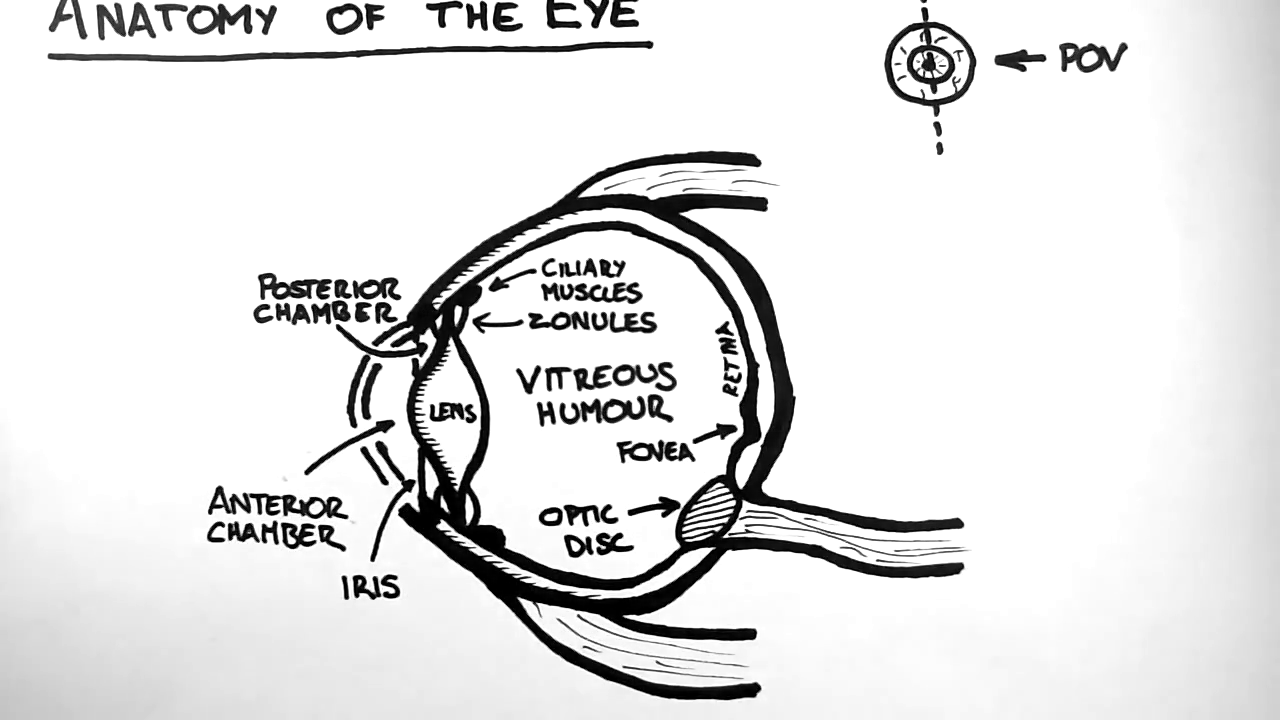 ANATOMY OF THE EYE
POV
POSTERIOR
CHAMBER
CILIARY
MUSCLES
ZONULES
VITREOUS
HUMOUR
RETINA
LENS
FOVEA
ANTERIOR
CHAMBER
OPTIC
DISC
IRIS